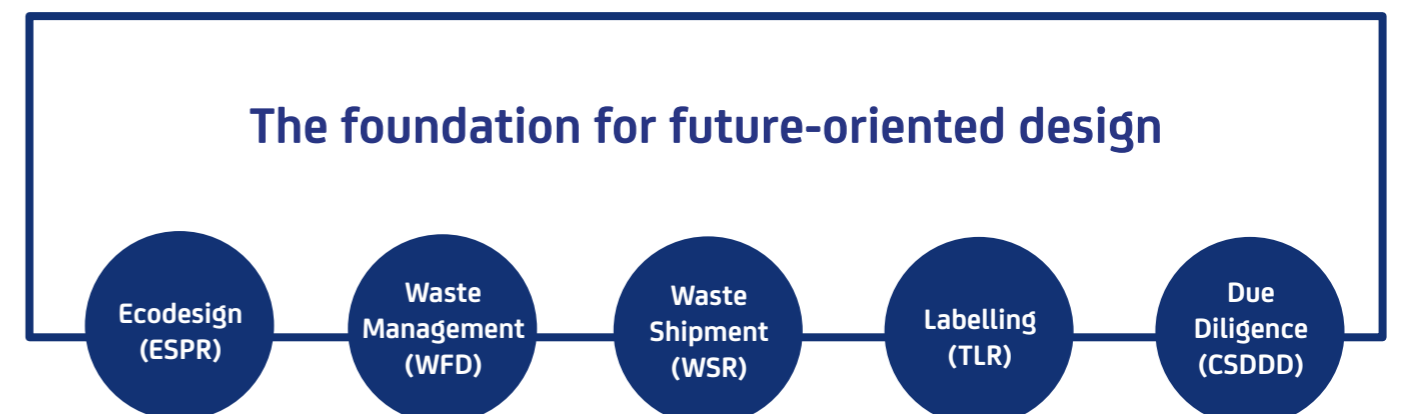 The foundation for future-oriented design
Ecodesign
(ESPR)
Waste
Management
(WFD)
Waste
Shipment
(WSR)
Labelling
(TLR)
Due
Diligence
(CSDDD)